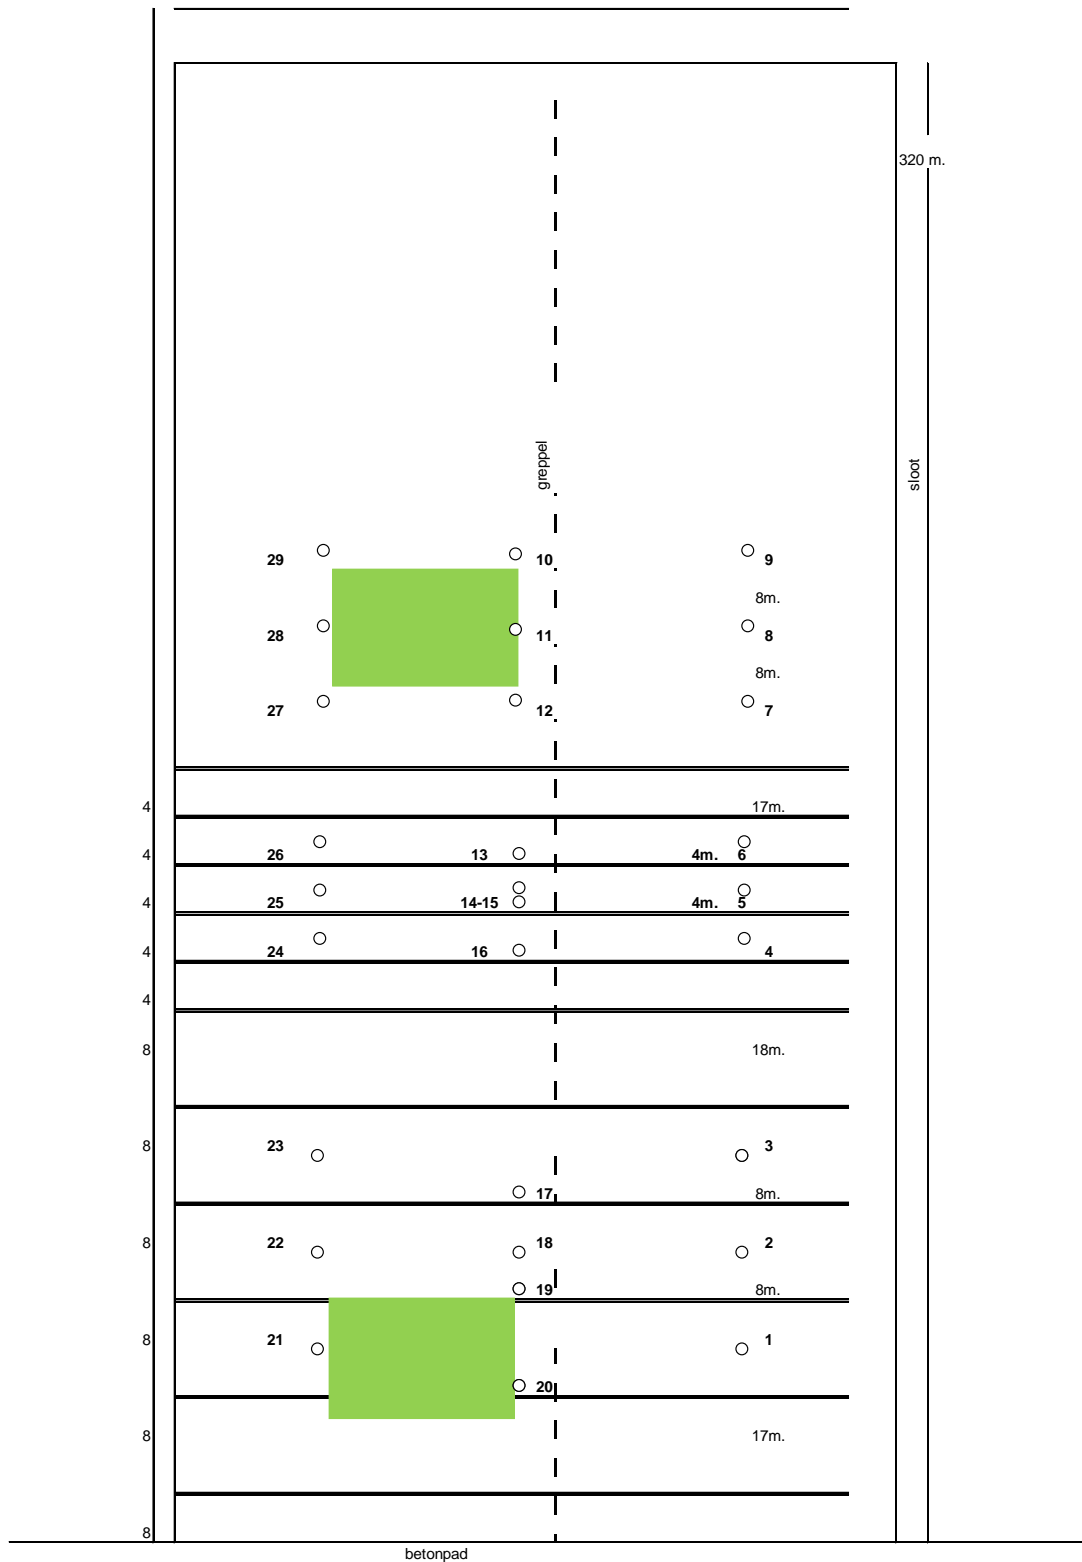 320 m.
greppel
sloot
29 10 9
8m.
28 11 8
8m.
27 12 7
4 17m.
4 26 13 4m. 6
4 25 14-15 4m. 5
4 24 16 4
4
8 18m.
8 23 3
17 8m.
8 22 18 2
19 8m.
8 21 1
20
8 17m.
8
betonpad